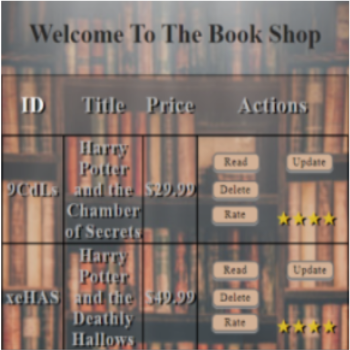 Welcome To The Book Shop
ID Title Price Actions
Harry
Potter
and the
Chamber
of Secrets
9CdLs
$29.99
Read
Update
Delete
Rate
Harry
Potter
and the
Deathly
Hallows
xcHAS
$49.99
Read
Update
Delete
Rate